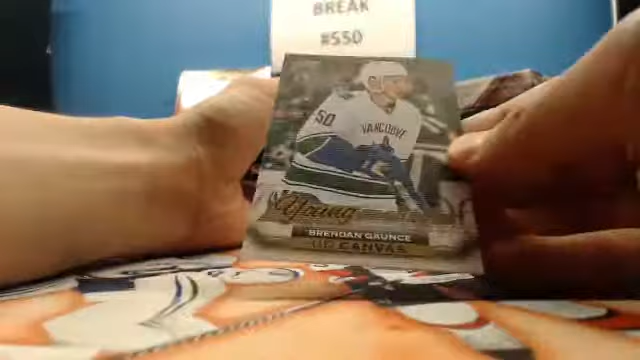 BREAK
#550
50
VANCOUVE
Young
BRENDAN GAUNCE
UD CANVAS